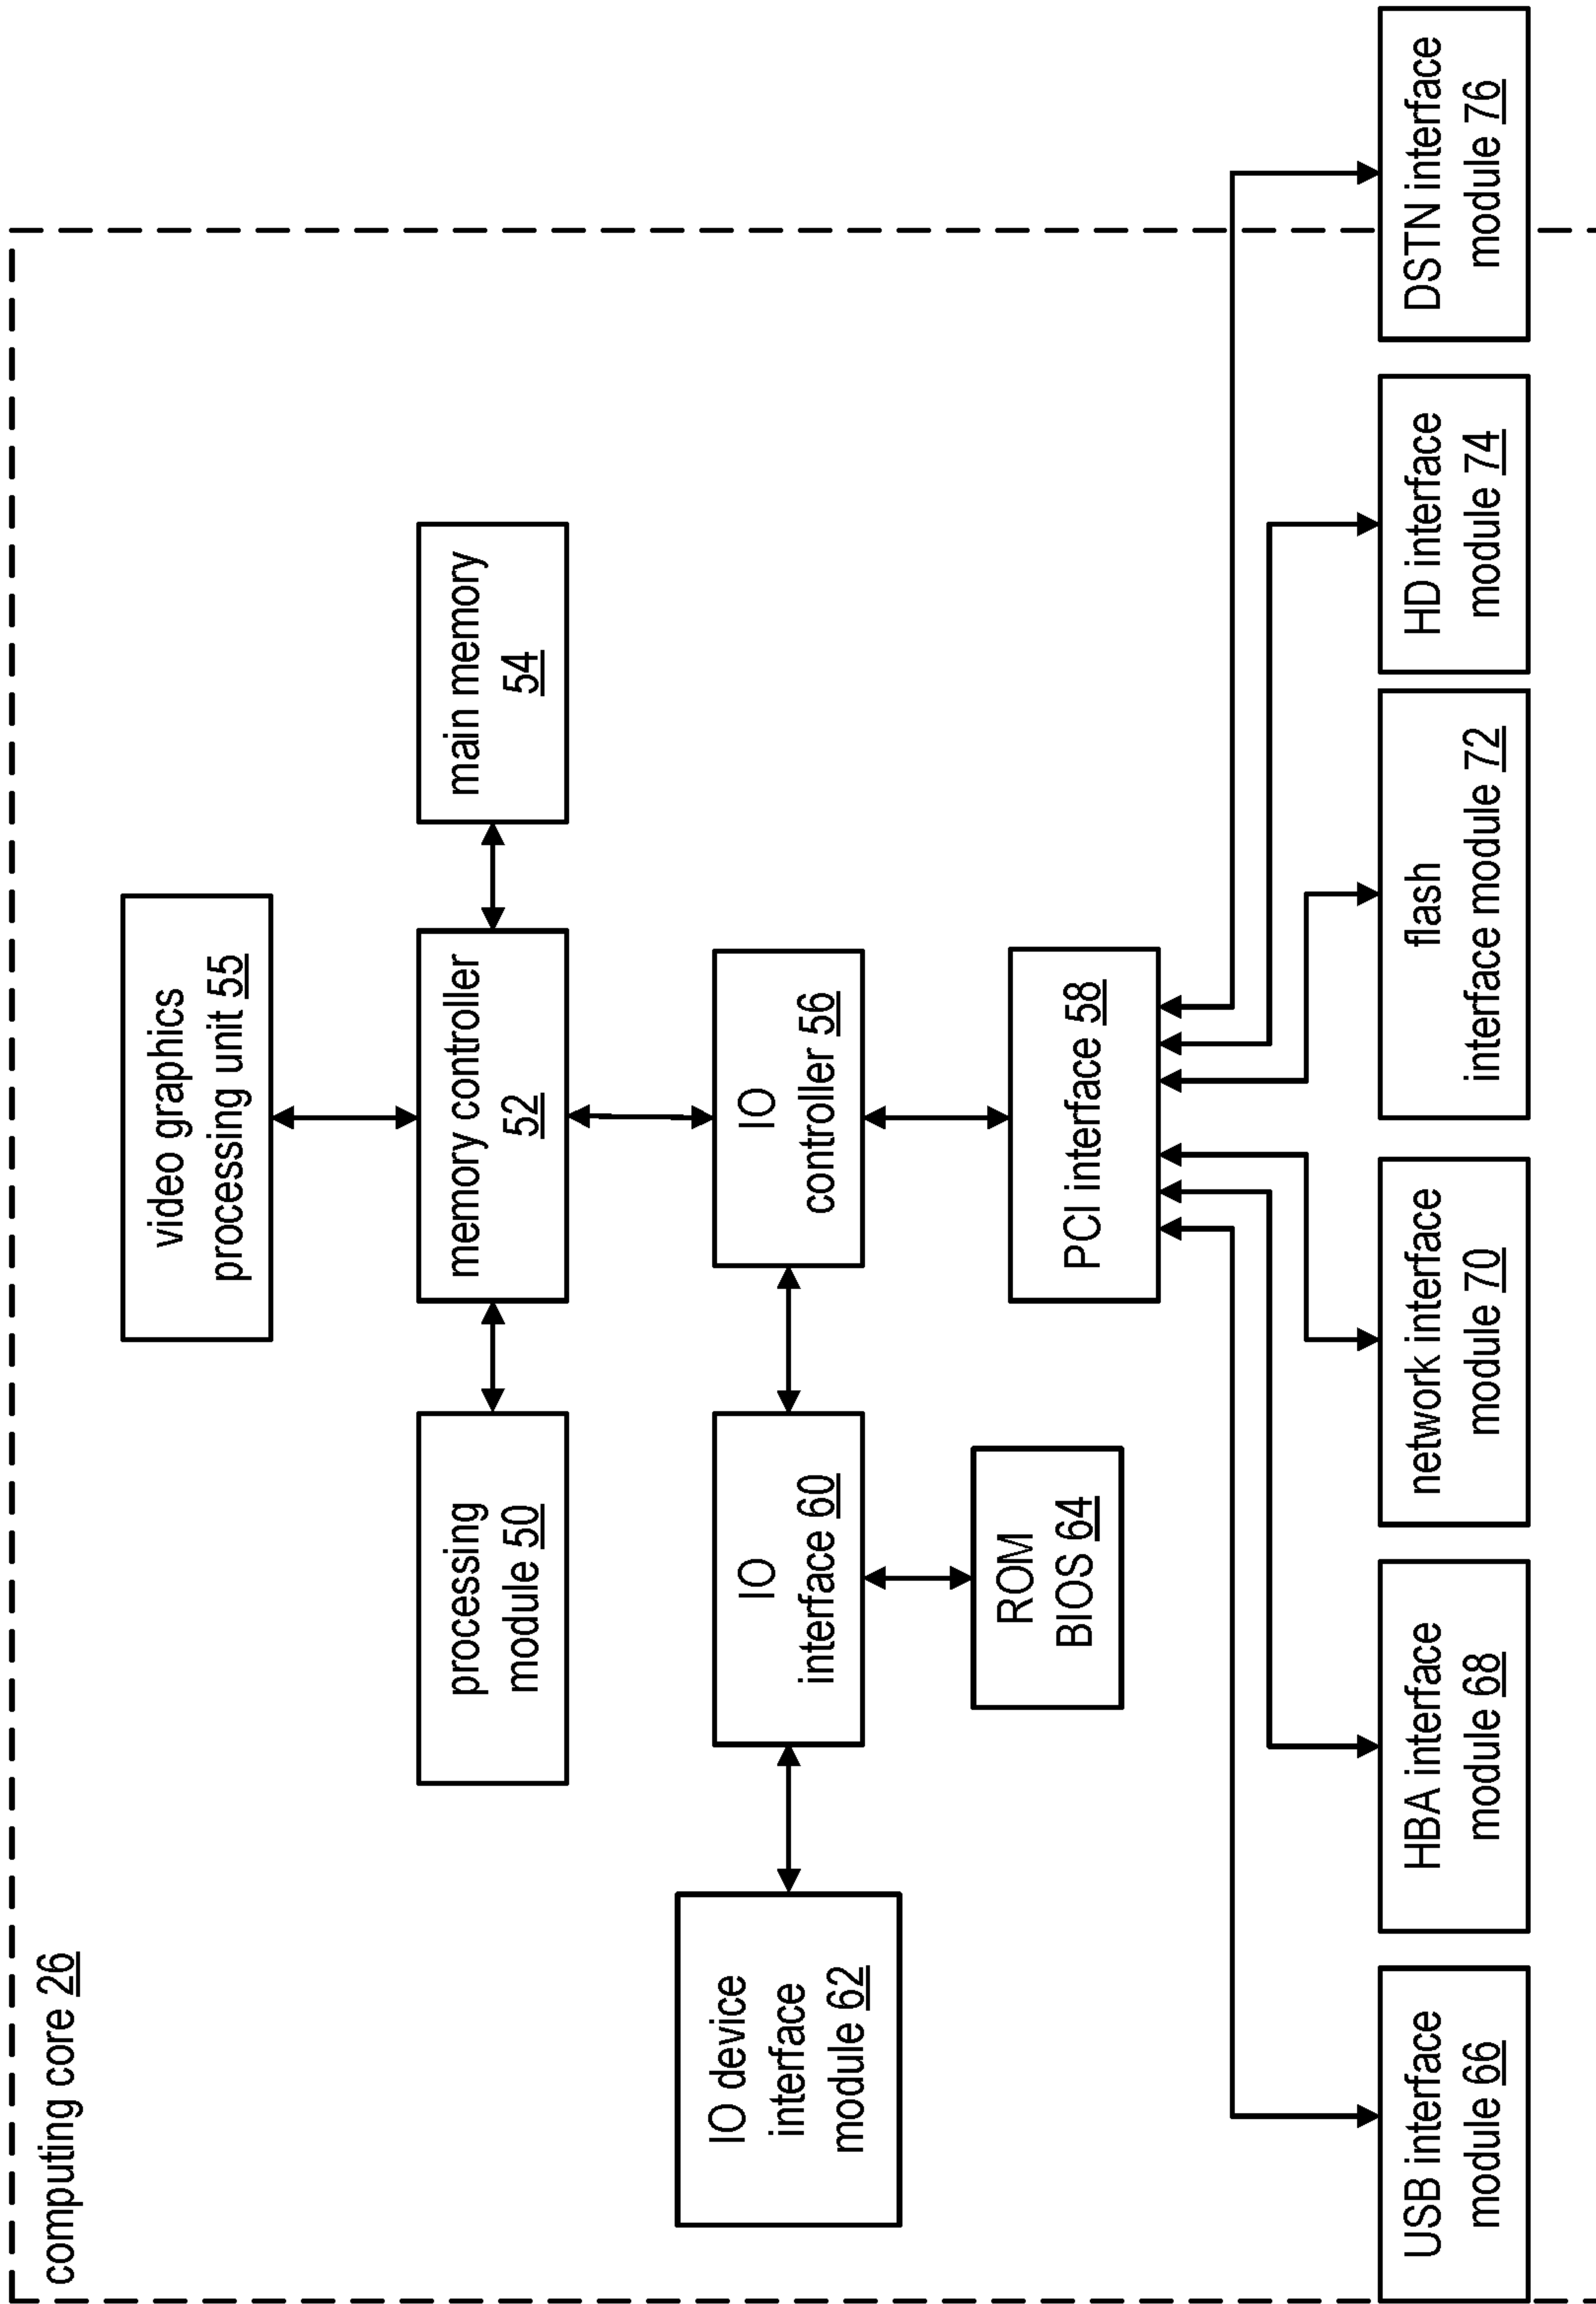 computing core 26
video graphics
processing unit 55
processing
module 50
memory controller
52
main memory
54
IO device
interface
module 62
IO
interface 60
IO
controller 56
ROM
BIOS 64
PCI interface 58
USB interface
module 66
HBA interface
module 68
network interface
module 70
flash
interface module 72
HD interface
module 74
DSTN interface
module 76